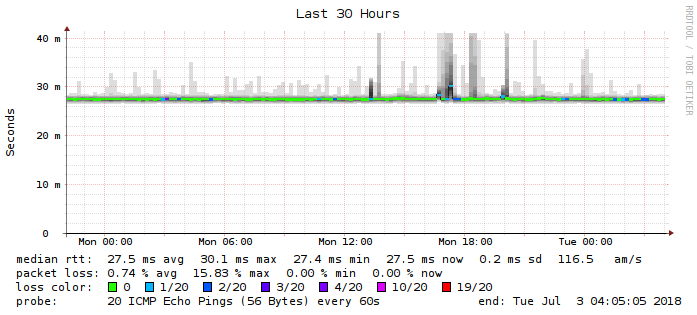 Last 30 Hours
RRDTOOL / TOBI OETIKER
Seconds
40 m
30 m
20 m
10 m
0
Mon 00:00 Mon 06:00 Mon 12:00 Mon 18:00 Tue 00:00
median rtt: 27.5 ms avg 30.1 ms max 27.4 ms min 27.5 ms now 0.2 ms sd 116.5 am/s
packet loss: 0.74 % avg 15.83 % max 0.00 % min 0.00 % now
loss color: 0 1/20 2/20 3/20 4/20 10/20 19/20
probe: 20 ICMP Echo Pings (56 Bytes) every 60s end: Tue Jul 3 04:05:05 2018